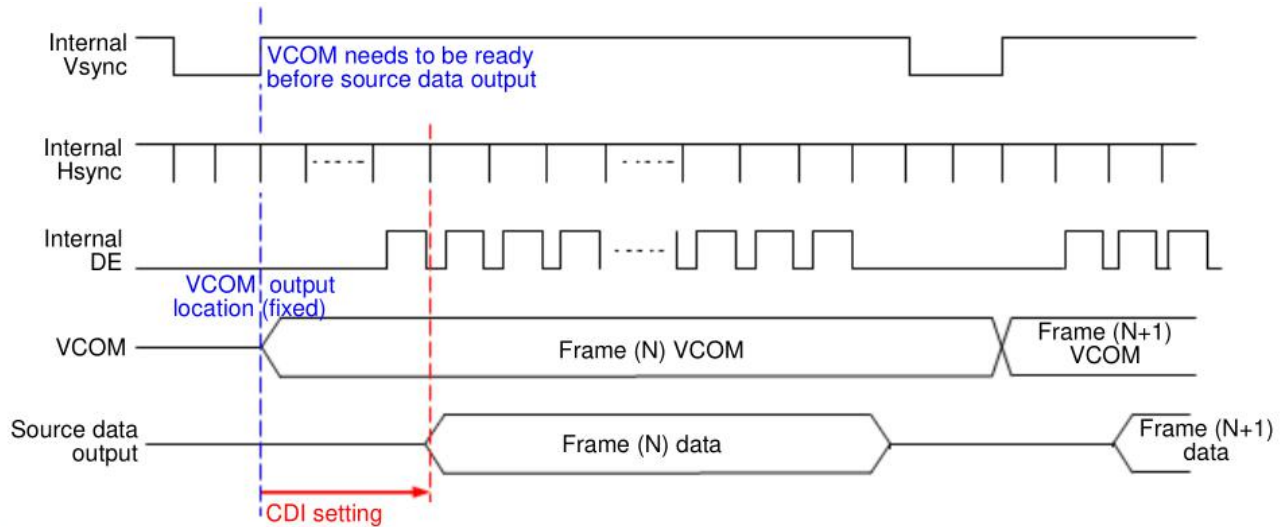 Internal
Vsync
VCOM needs to be ready
before source data output
Internal
Hsync
Internal
DE
VCOM output
location (fixed)
VCOM
Frame (N) VCOM
Frame (N+1)
VCOM
Source data
output
Frame (N) data
Frame (N+1)
data
CDI setting